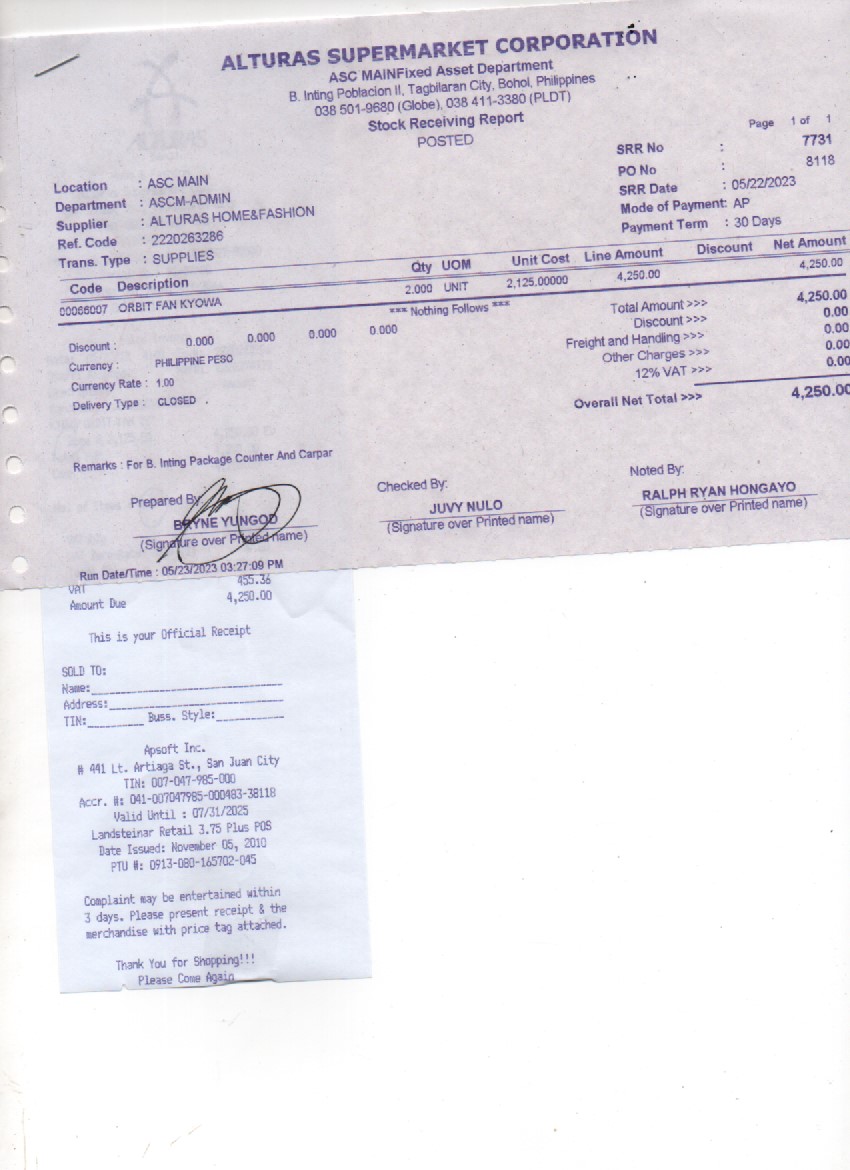 ALTURAS SUPERMARKET CORPORATION
ASC MAINFixed Asset Department
B. Inting Poblacion II, Tagbilaran City, Bohol, Philippines
038 501-9680 (Globe), 038 411-3380 (PLDT)
Stock Receiving Report
POSTED
Page 1 of 1
SRR No : 7731
PO No : 8118
SRR Date : 05/22/2023
Mode of Payment: AP
Payment Term : 30 Days
Location : ASC MAIN
Department : ASCM-ADMIN
Supplier : ALTURAS HOME&FASHION
Ref. Code : 2220263286
Trans. Type : SUPPLIES
Code Description Qty UOM Unit Cost Line Amount Discount Net Amount
00066007 ORBIT FAN KYOWA 2.000 UNIT 2,125.00000 4,250.00 4,250.00
*** Nothing Follows ***
Total Amount >>> 4,250.00
Discount >>> 0.00
Freight and Handling >>> 0.00
Other Charges >>> 0.00
12% VAT >>> 0.00
Overall Net Total >>> 4,250.00
Discount : 0.000 0.000 0.000 0.000
Currency : PHILIPPINE PESO
Currency Rate : 1.00
Delivery Type : CLOSED
Remarks : For B. Inting Package Counter And Carpar
Prepared By
BRYNE YUNGOD
(Signature over Printed name)
Checked By:
JUVY NULO
(Signature over Printed name)
Noted By:
RALPH RYAN HONGAYO
(Signature over Printed name)
Run Date/Time : 05/23/2023 03:27:09 PM
VAT 455.36
Amount Due 4,250.00
This is your Official Receipt
SOLD TO:
Name:
Address:
TIN: Buss. Style:
Apsoft Inc.
# 441 Lt. Artiaga St., San Juan City
TIN: 007-047-985-000
Accr. #: 041-007047985-000483-38118
Valid Until : 07/31/2025
Landsteinar Retail 3.75 Plus POS
Date Issued: November 05, 2010
PTU #: 0913-080-165702-045
Complaint may be entertained within
3 days. Please present receipt & the
merchandise with price tag attached.
Thank You for Shopping!!!
Please Come Again